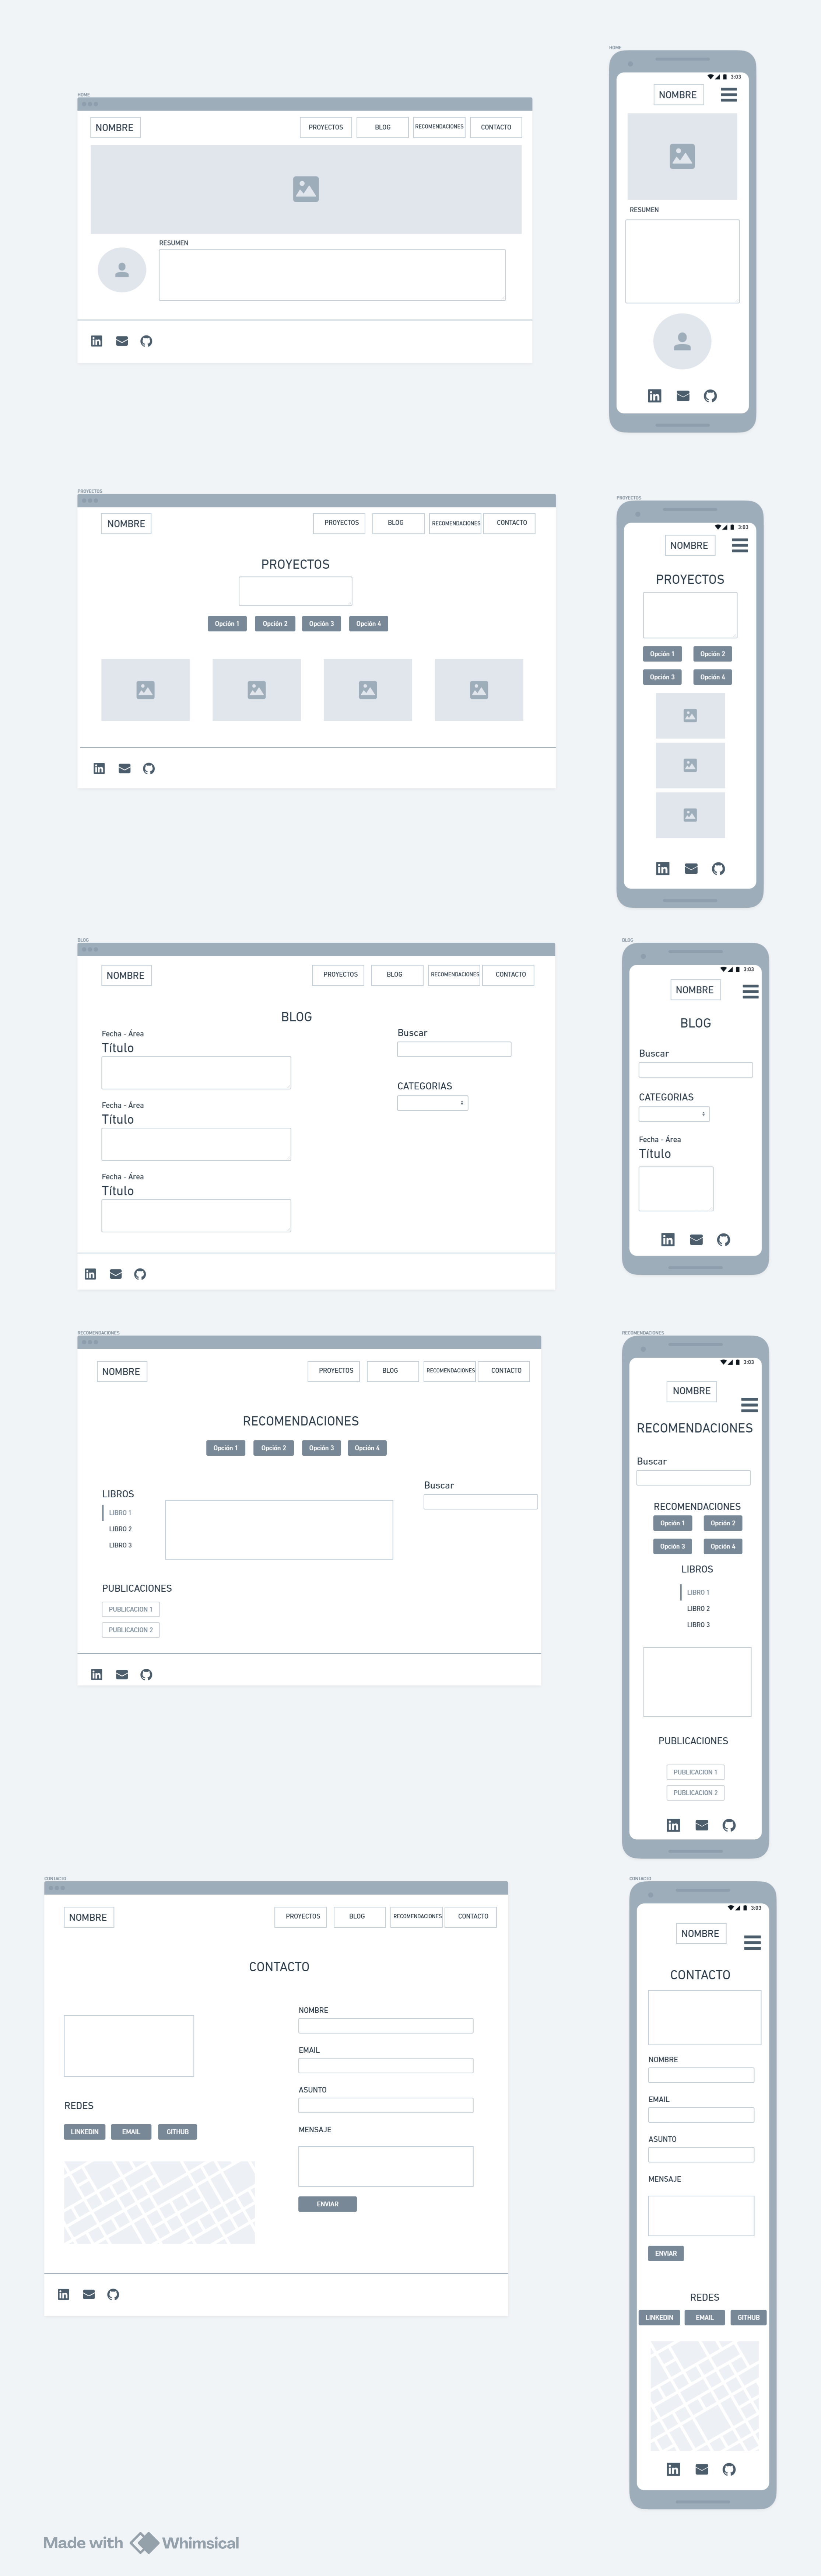 HOME
NOMBRE
PROYECTOS
BLOG
RECOMENDACIONES
CONTACTO
RESUMEN
HOME
3:03
NOMBRE
RESUMEN
PROYECTOS
NOMBRE
PROYECTOS
BLOG
RECOMENDACIONES
CONTACTO
PROYECTOS
Opción 1
Opción 2
Opción 3
Opción 4
PROYECTOS
3:03
NOMBRE
PROYECTOS
Opción 1
Opción 2
Opción 3
Opción 4
BLOG
NOMBRE
PROYECTOS
BLOG
RECOMENDACIONES
CONTACTO
BLOG
Fecha - Área
Título
Fecha - Área
Título
Fecha - Área
Título
Buscar
CATEGORIAS
BLOG
3:03
NOMBRE
BLOG
Buscar
CATEGORIAS
Fecha - Área
Título
RECOMENDACIONES
NOMBRE
PROYECTOS
BLOG
RECOMENDACIONES
CONTACTO
RECOMENDACIONES
Opción 1
Opción 2
Opción 3
Opción 4
Buscar
LIBROS
LIBRO 1
LIBRO 2
LIBRO 3
PUBLICACIONES
PUBLICACION 1
PUBLICACION 2
RECOMENDACIONES
3:03
NOMBRE
RECOMENDACIONES
Buscar
RECOMENDACIONES
Opción 1
Opción 2
Opción 3
Opción 4
LIBROS
LIBRO 1
LIBRO 2
LIBRO 3
PUBLICACIONES
PUBLICACION 1
PUBLICACION 2
CONTACTO
NOMBRE
PROYECTOS
BLOG
RECOMENDACIONES
CONTACTO
CONTACTO
REDES
LINKEDIN
EMAIL
GITHUB
NOMBRE
EMAIL
ASUNTO
MENSAJE
ENVIAR
CONTACTO
3:03
NOMBRE
CONTACTO
NOMBRE
EMAIL
ASUNTO
MENSAJE
ENVIAR
REDES
LINKEDIN
EMAIL
GITHUB
Made with Whimsical